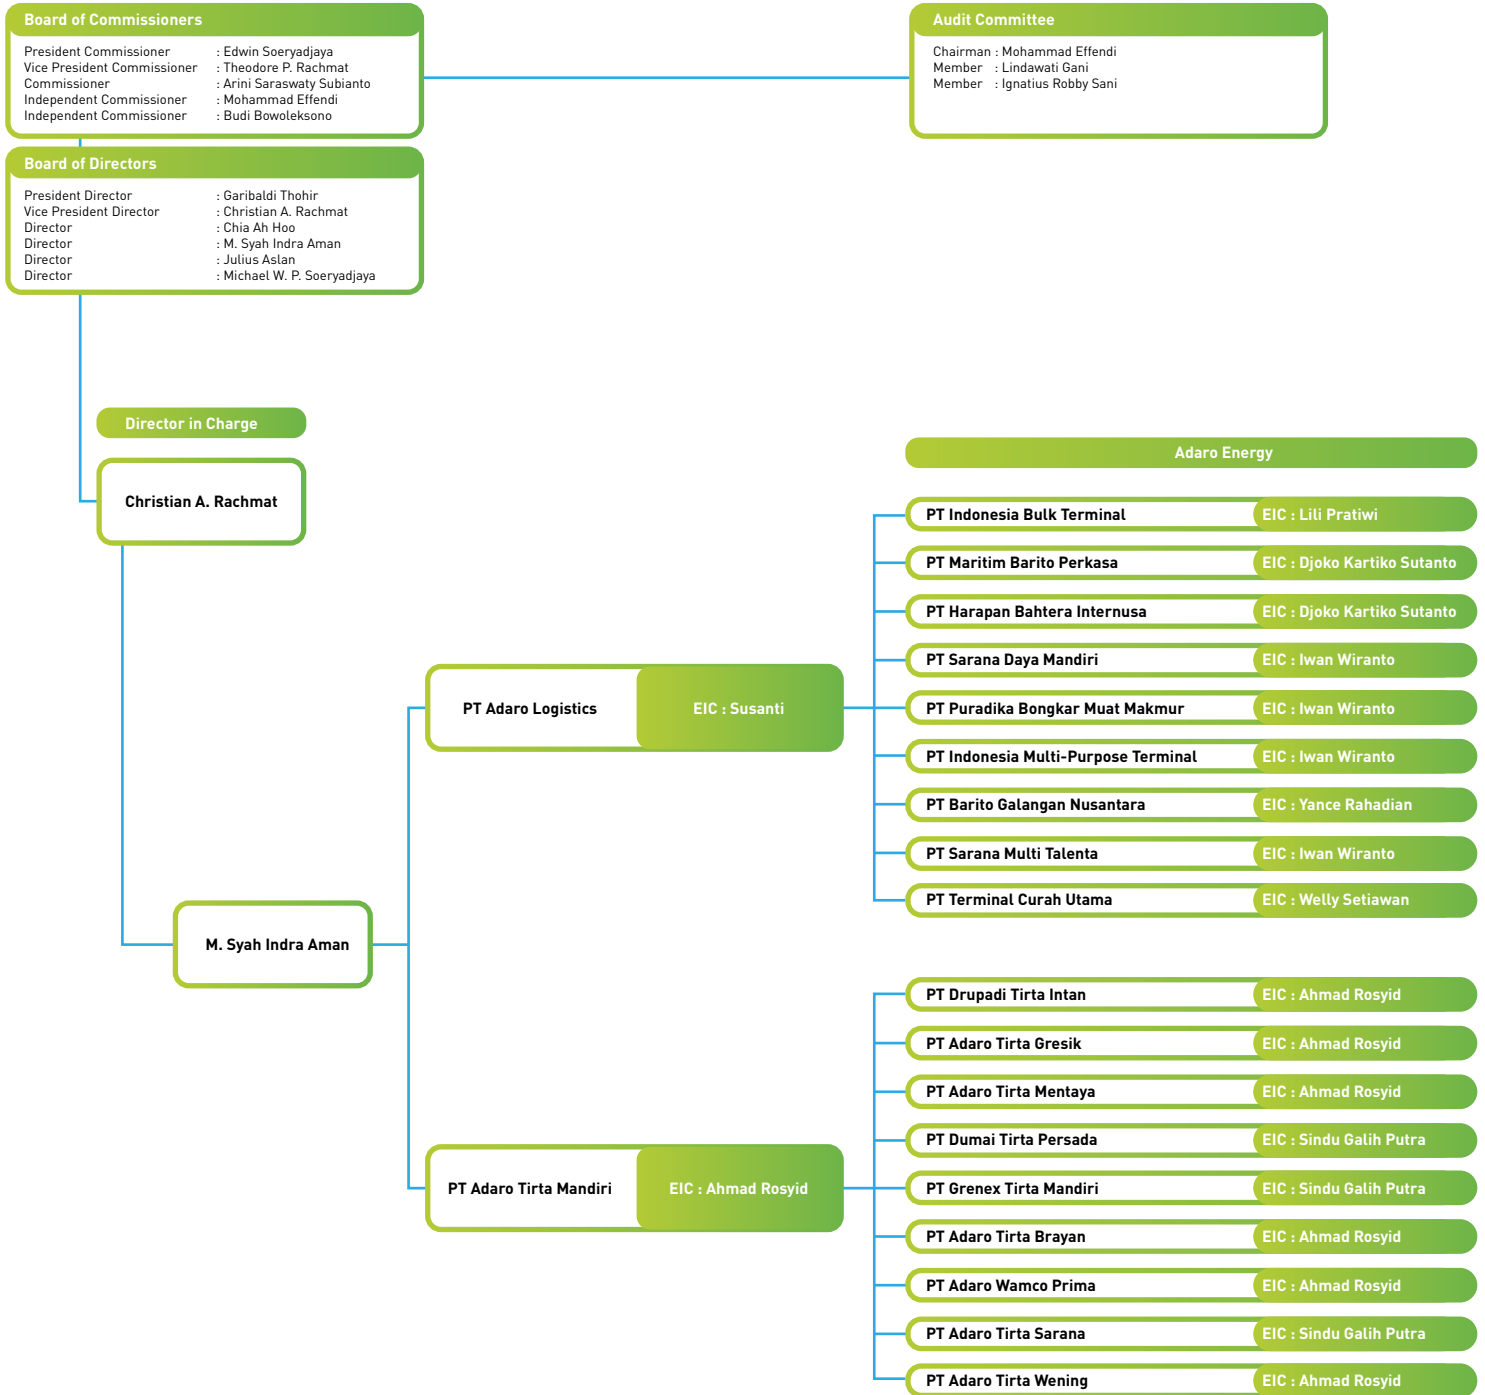 Board of Commissioners
President Commissioner : Edwin Soeryadjaya
Vice President Commissioner : Theodore P. Rachmat
Commissioner : Arini Saraswaty Subianto
Independent Commissioner : Mohammad Effendi
Independent Commissioner : Budi Bowoleksono
Audit Committee
Chairman : Mohammad Effendi
Member : Lindawati Gani
Member : Ignatius Robby Sani
Board of Directors
President Director : Garibaldi Thohir
Vice President Director : Christian A. Rachmat
Director : Chia Ah Hoo
Director : M. Syah Indra Aman
Director : Julius Aslan
Director : Michael W. P. Soeryadjaya
Director in Charge
Christian A. Rachmat
M. Syah Indra Aman
PT Adaro Logistics EIC : Susanti
PT Adaro Tirta Mandiri EIC : Ahmad Rosyid
Adaro Energy
PT Indonesia Bulk Terminal EIC : Lili Pratiwi
PT Maritim Barito Perkasa EIC : Djoko Kartiko Sutanto
PT Harapan Bahtera Internusa EIC : Djoko Kartiko Sutanto
PT Sarana Daya Mandiri EIC : Iwan Wiranto
PT Puradika Bongkar Muat Makmur EIC : Iwan Wiranto
PT Indonesia Multi-Purpose Terminal EIC : Iwan Wiranto
PT Barito Galangan Nusantara EIC : Yance Rahadian
PT Sarana Multi Talenta EIC : Iwan Wiranto
PT Terminal Curah Utama EIC : Welly Setiawan
PT Drupadi Tirta Intan EIC : Ahmad Rosyid
PT Adaro Tirta Gresik EIC : Ahmad Rosyid
PT Adaro Tirta Mentaya EIC : Ahmad Rosyid
PT Dumai Tirta Persada EIC : Sindu Galih Putra
PT Grenex Tirta Mandiri EIC : Sindu Galih Putra
PT Adaro Tirta Brayan EIC : Ahmad Rosyid
PT Adaro Wamco Prima EIC : Ahmad Rosyid
PT Adaro Tirta Sarana EIC : Sindu Galih Putra
PT Adaro Tirta Wening EIC : Ahmad Rosyid